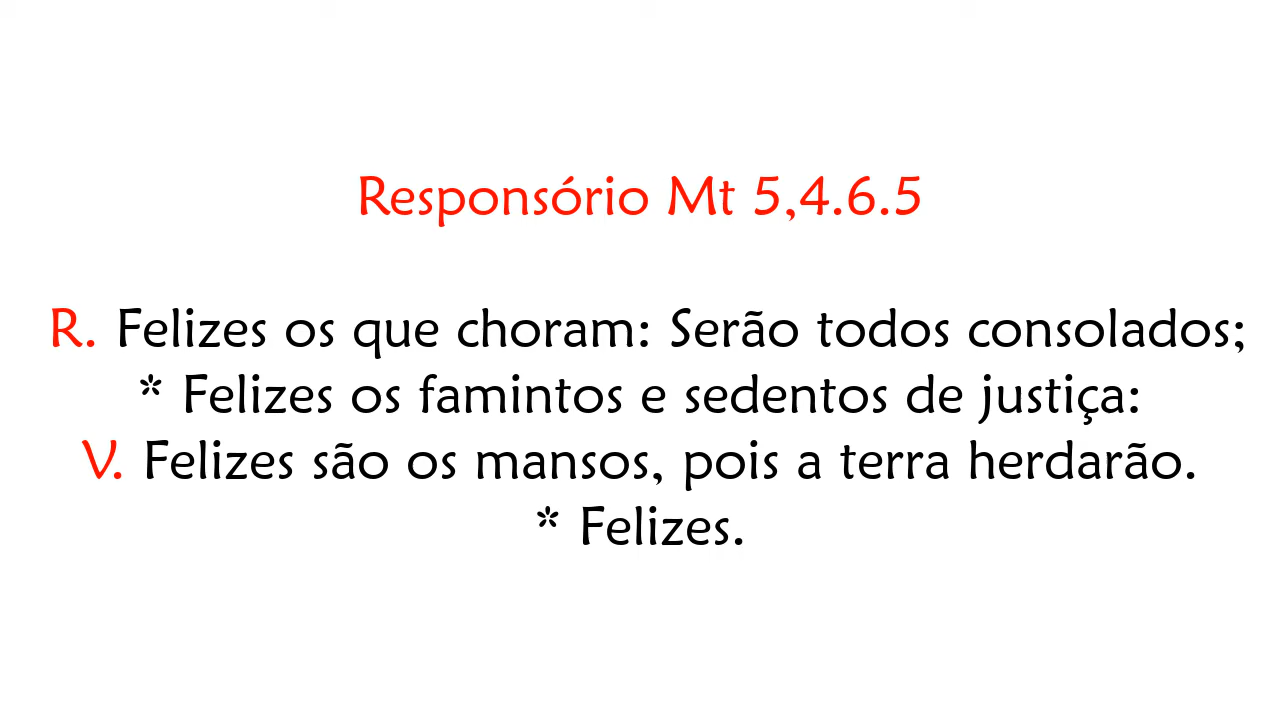 Responsório Mt 5,4.6.5
R. Felizes os que choram: Serão todos consolados;
* Felizes os famintos e sedentos de justiça:
V. Felizes são os mansos, pois a terra herdarão.
* Felizes.